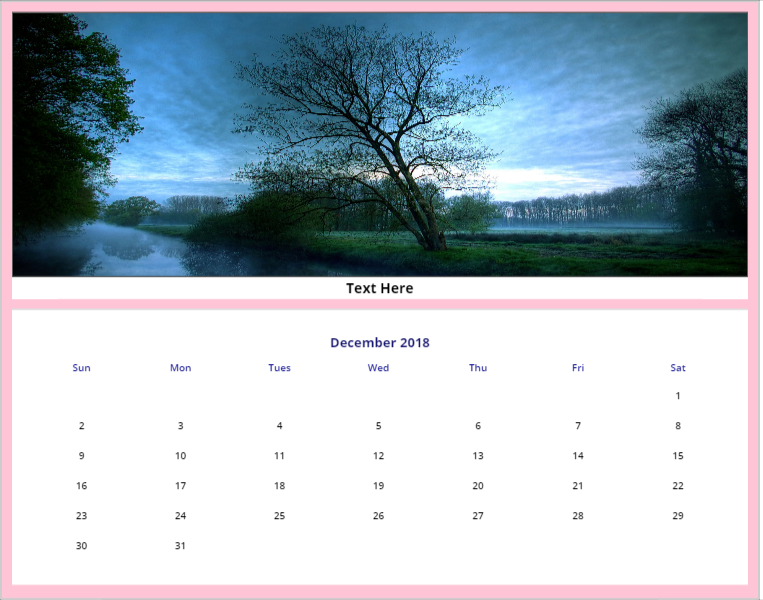 Text Here
December 2018
Sun Mon Tues Wed Thu Fri Sat
1
2 3 4 5 6 7 8
9 10 11 12 13 14 15
16 17 18 19 20 21 22
23 24 25 26 27 28 29
30 31